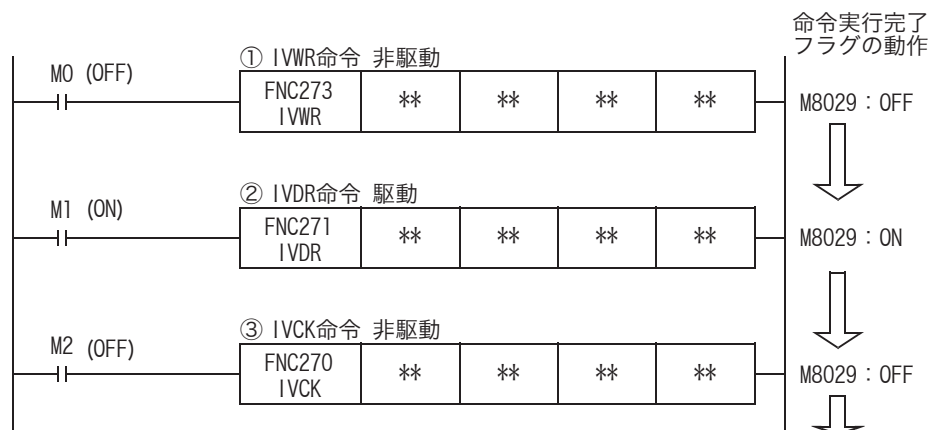 命令実行完了
フラグの動作
① IVWR命令 非駆動
M0 (OFF)
FNC273
IVWR
** ** ** **
M8029：OFF
② IVDR命令 駆動
M1 (ON)
FNC271
IVDR
** ** ** **
M8029：ON
③ IVCK命令 非駆動
M2 (OFF)
FNC270
IVCK
** ** ** **
M8029：OFF